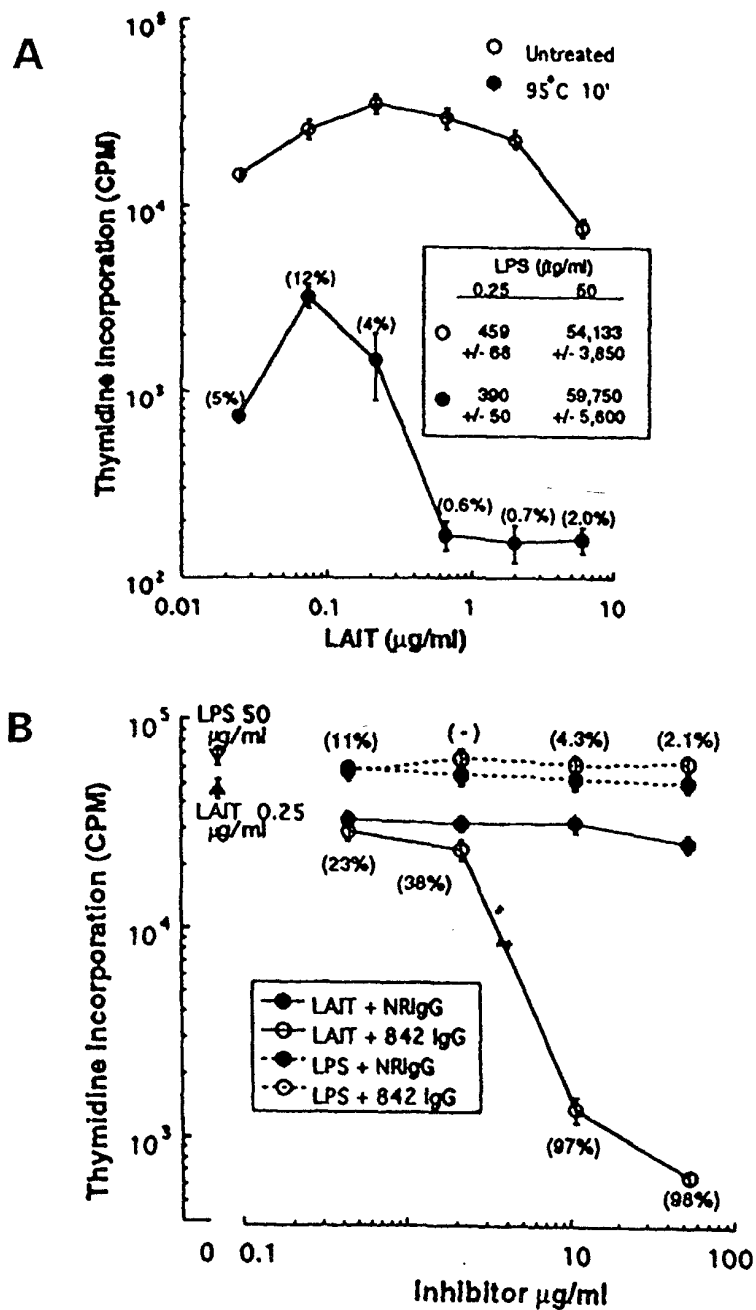 A
Thymidine Incorporation (CPM)
10⁵
10⁴
10³
10²
Untreated
95°C 10'
(12%)
(4%)
(5%)
(0.6%)
(0.7%)
(2.0%)
LPS (µg/ml)
0.25 50
459 54,133
+/- 68 +/- 3,850
390 59,750
+/- 50 +/- 5,600
0.01 0.1 1 10
LAIT (µg/ml)
B
Thymidine Incorporation (CPM)
10⁵
10⁴
10³
LPS 50
µg/ml
LAIT 0.25
µg/ml
(11%) (-) (4.3%) (2.1%)
(23%)
(38%)
(97%)
(98%)
LAIT + NRIgG
LAIT + 842 IgG
LPS + NRIgG
LPS + 842 IgG
0 0.1 10 100
Inhibitor µg/ml